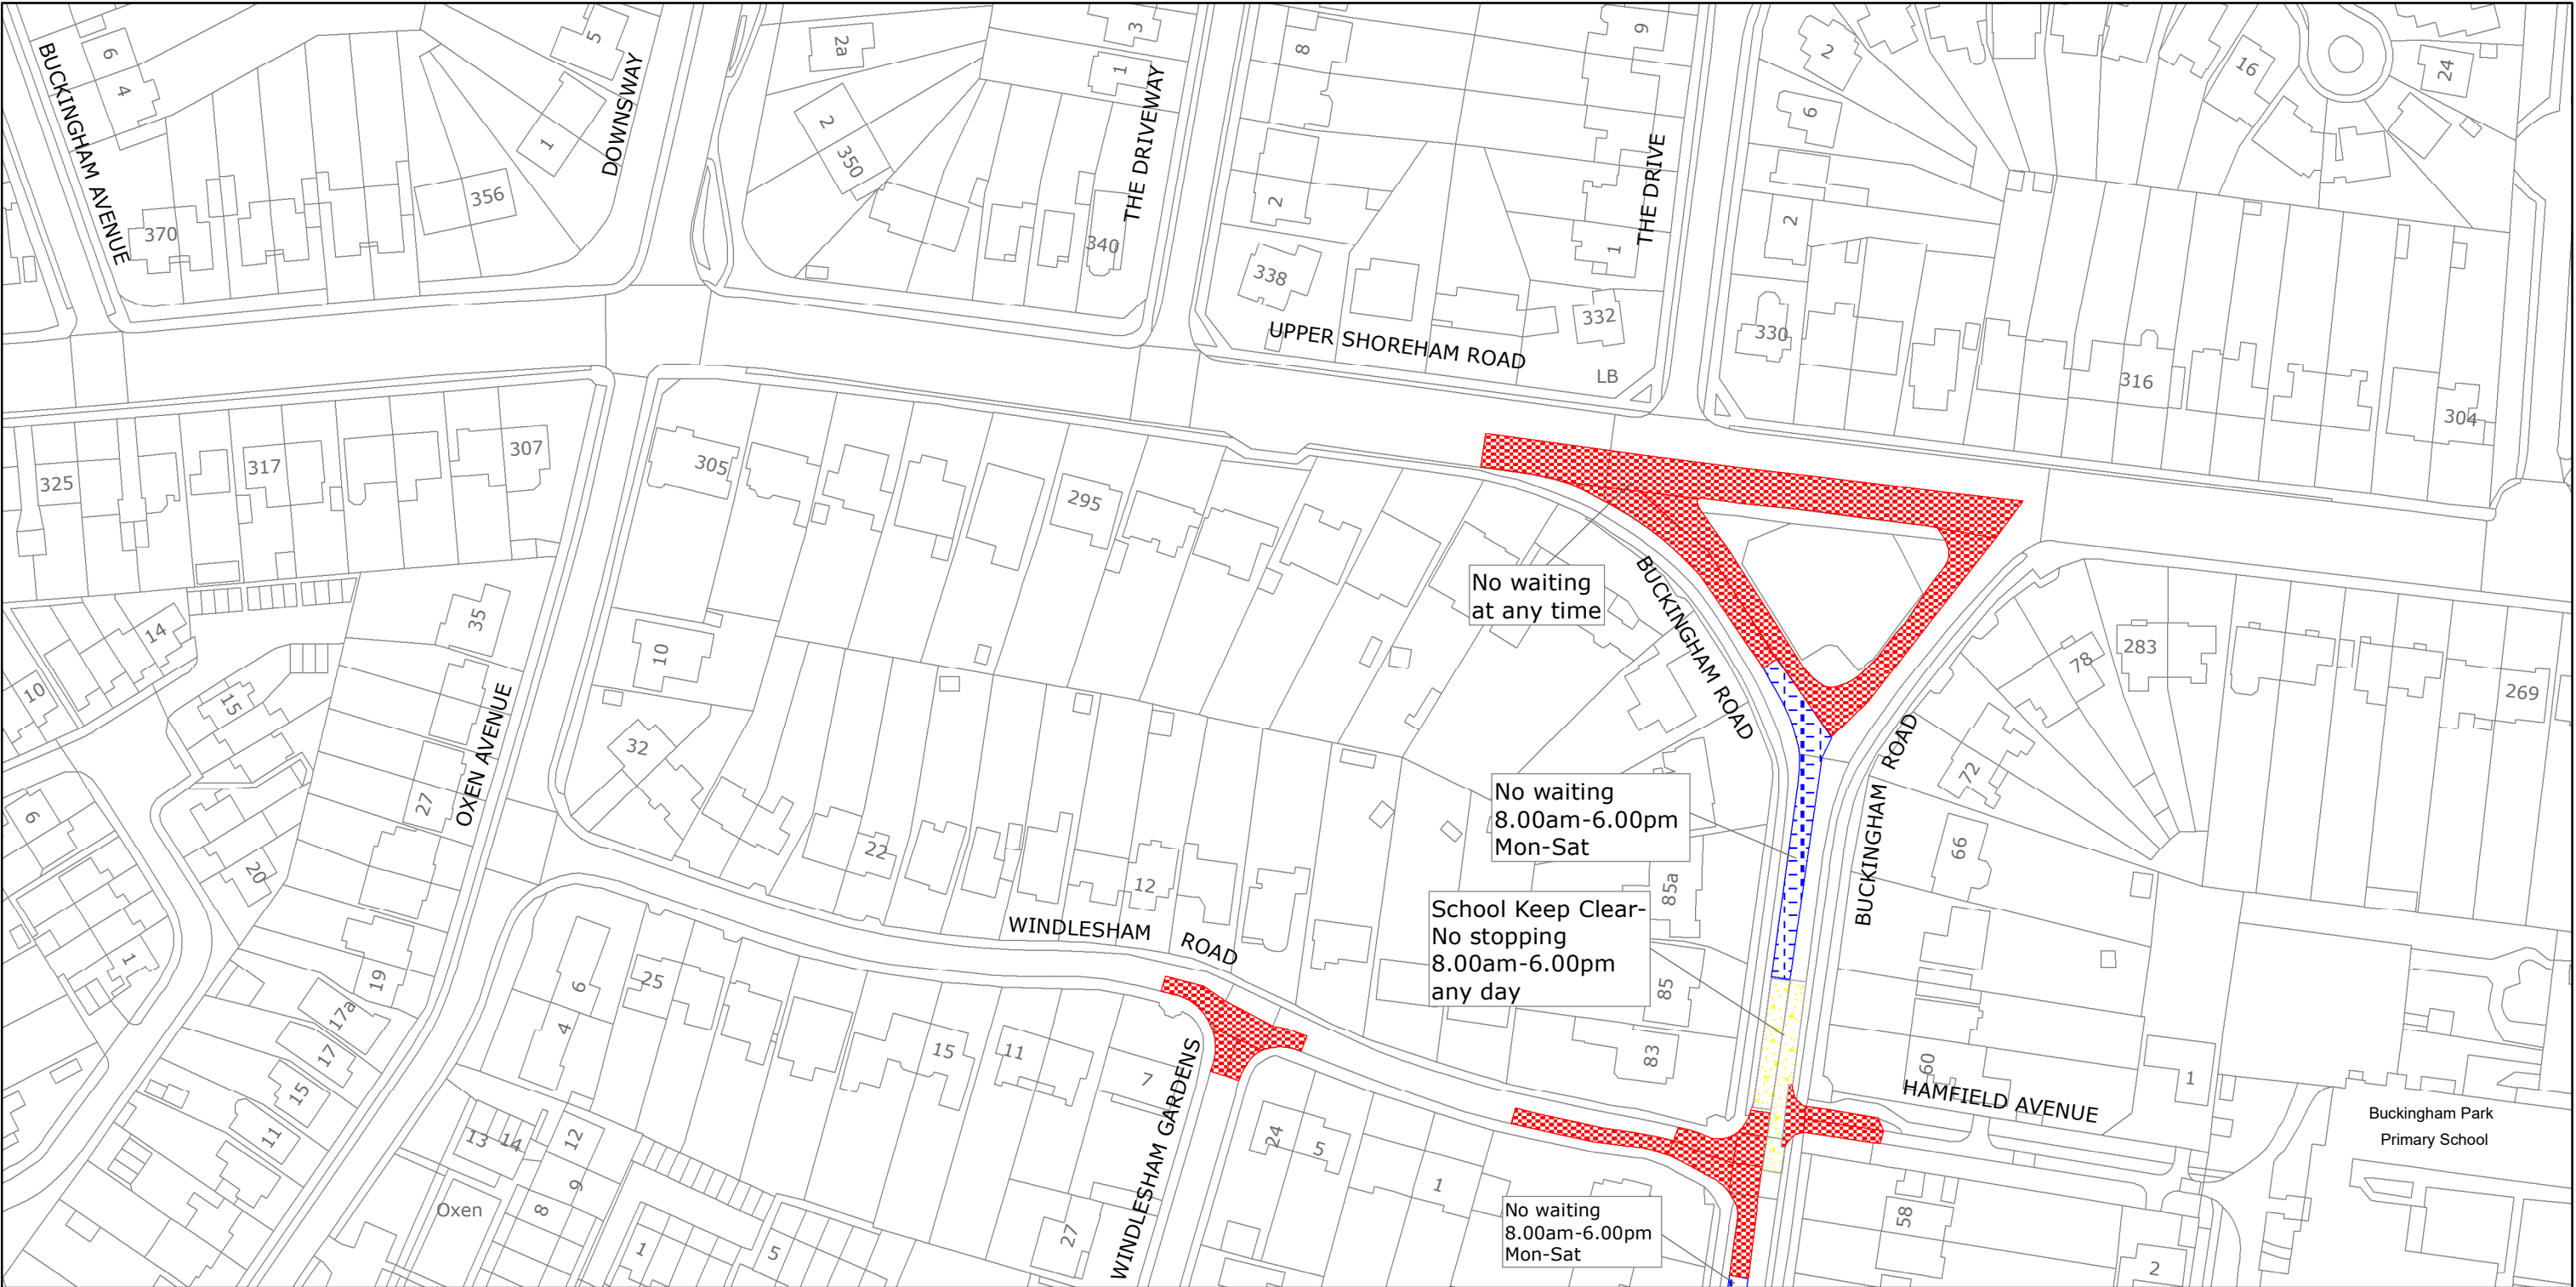 BUCKINGHAM AVENUE
6
4
5
DOWNSWAY
1
356
370
2a
2
350
3
1
THE DRIVEWAY
340
8
2
338
UPPER SHOREHAM ROAD
9
THE DRIVE
1
332
LB
2
6
2
330
16
24
316
304
325
317
307
305
295
No waiting
at any time
BUCKINGHAM ROAD
283
78
269
72
66
BUCKINGHAM ROAD
35
14
10
15
10
OXEN AVENUE
32
27
22
12
6
20
1
19
17a
17
15
11
WINDLESHAM ROAD
No waiting
8.00am-6.00pm
Mon-Sat
School Keep Clear-
No stopping
8.00am-6.00pm
any day
85a
85
83
60
HAMFIELD AVENUE
1
Buckingham Park
Primary School
6
4
25
15
11
7
WINDLESHAM GARDENS
24
5
1
13
14
12
9
8
Oxen
1
5
27
No waiting
8.00am-6.00pm
Mon-Sat
58
2